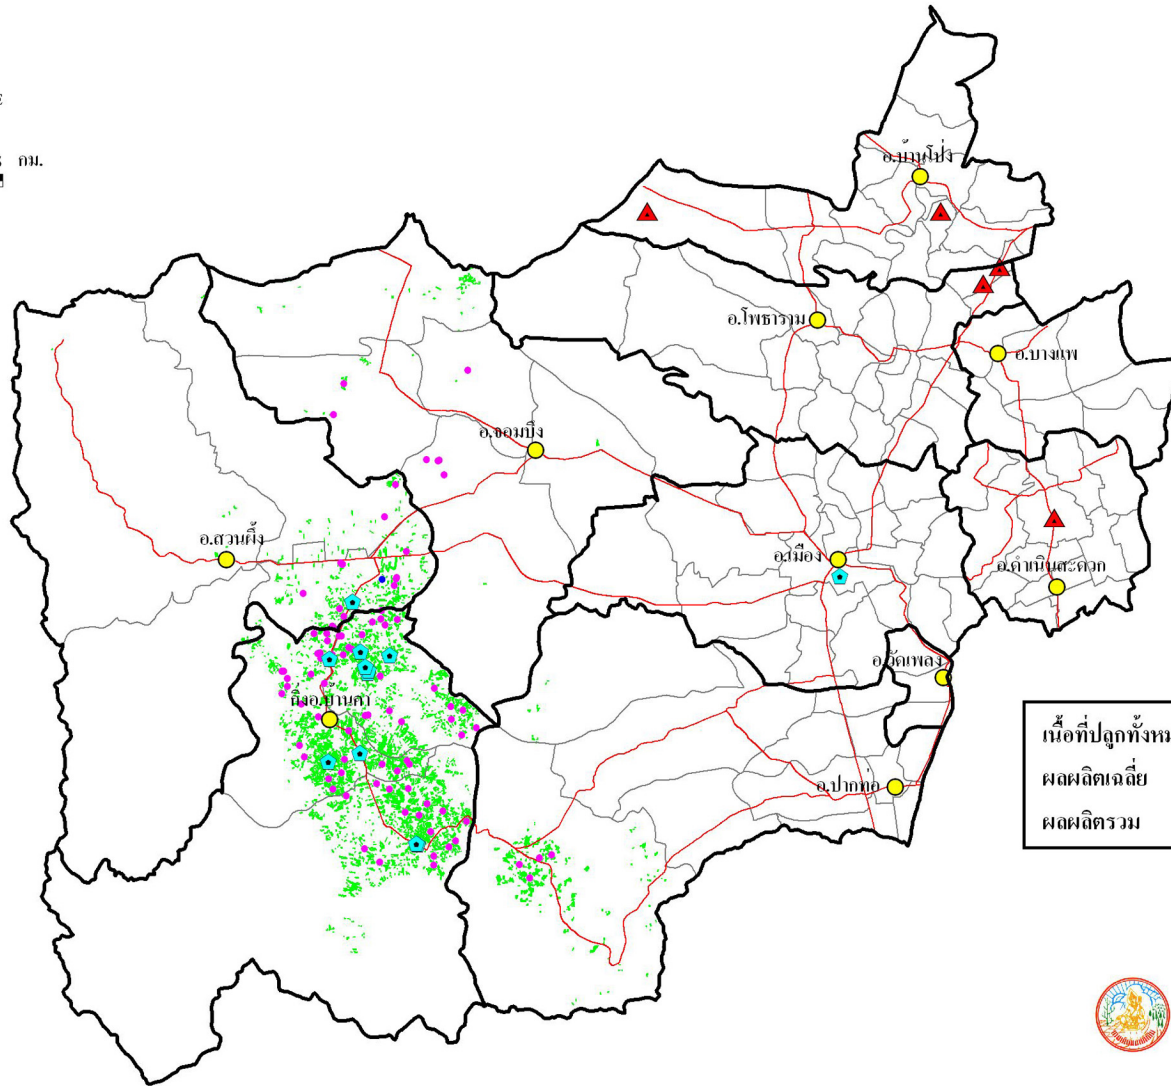 กม.
อ.บ้านโป่ง
อ.โพธาราม
อ.บางแพ
อ.จอมบึง
อ.สวนผึ้ง
อ.เมือง
อ.ดำเนินสะดวก
อ.วัดเพลง
กิ่งอ.บ้านคา
อ.ปากท่อ
เนื้อที่ปลูกทั้งหม
ผลผลิตเฉลี่ย
ผลผลิตรวม